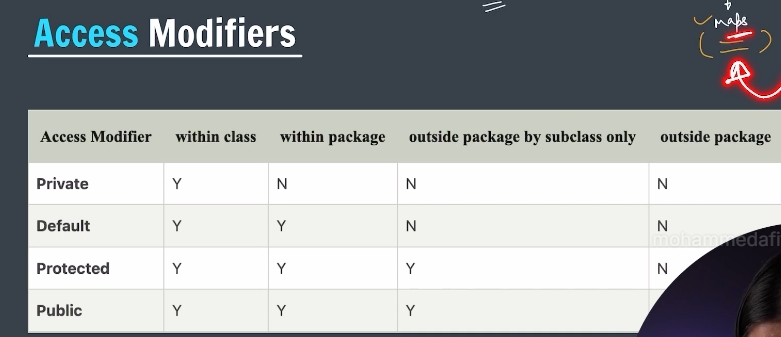 Access Modifiers
maps
Access Modifier within class within package outside package by subclass only outside package
Private Y N N N
Default Y Y N N
Protected Y Y Y N
Public Y Y Y
mohammedafi